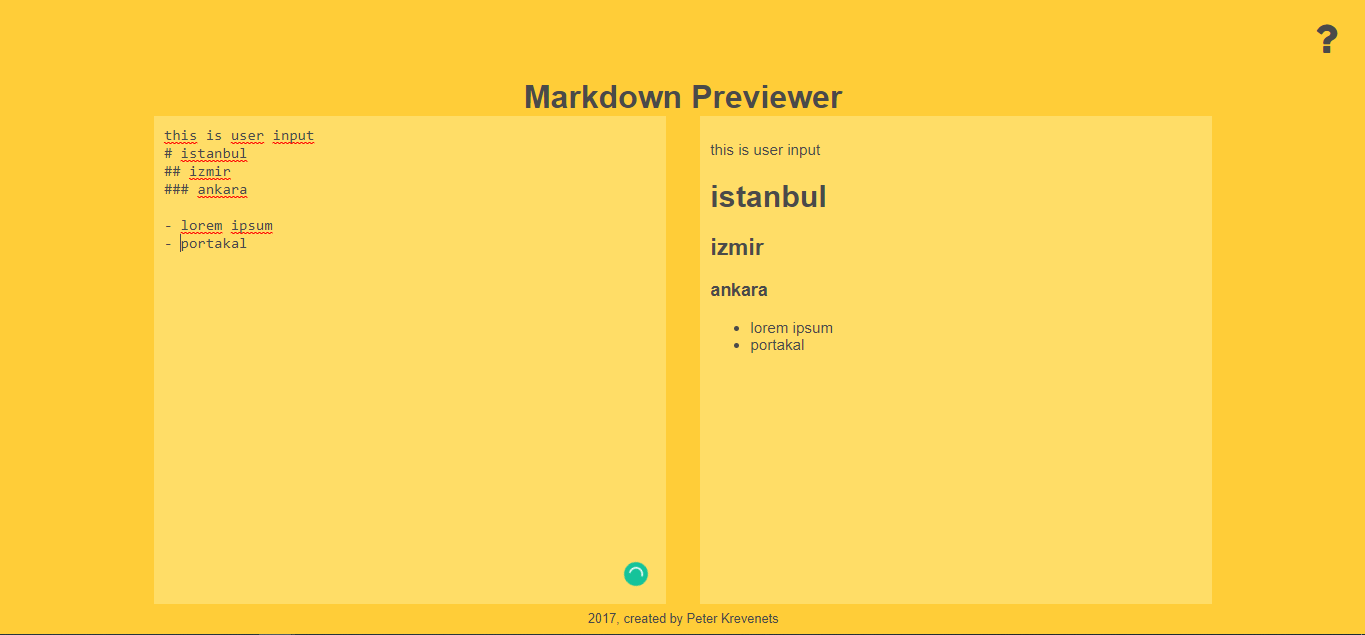 ?
Markdown Previewer
this is user input
# istanbul
## izmir
### ankara
- lorem ipsum
- portakal
this is user input
istanbul
izmir
ankara
• lorem ipsum
• portakal
2017, created by Peter Krevenets